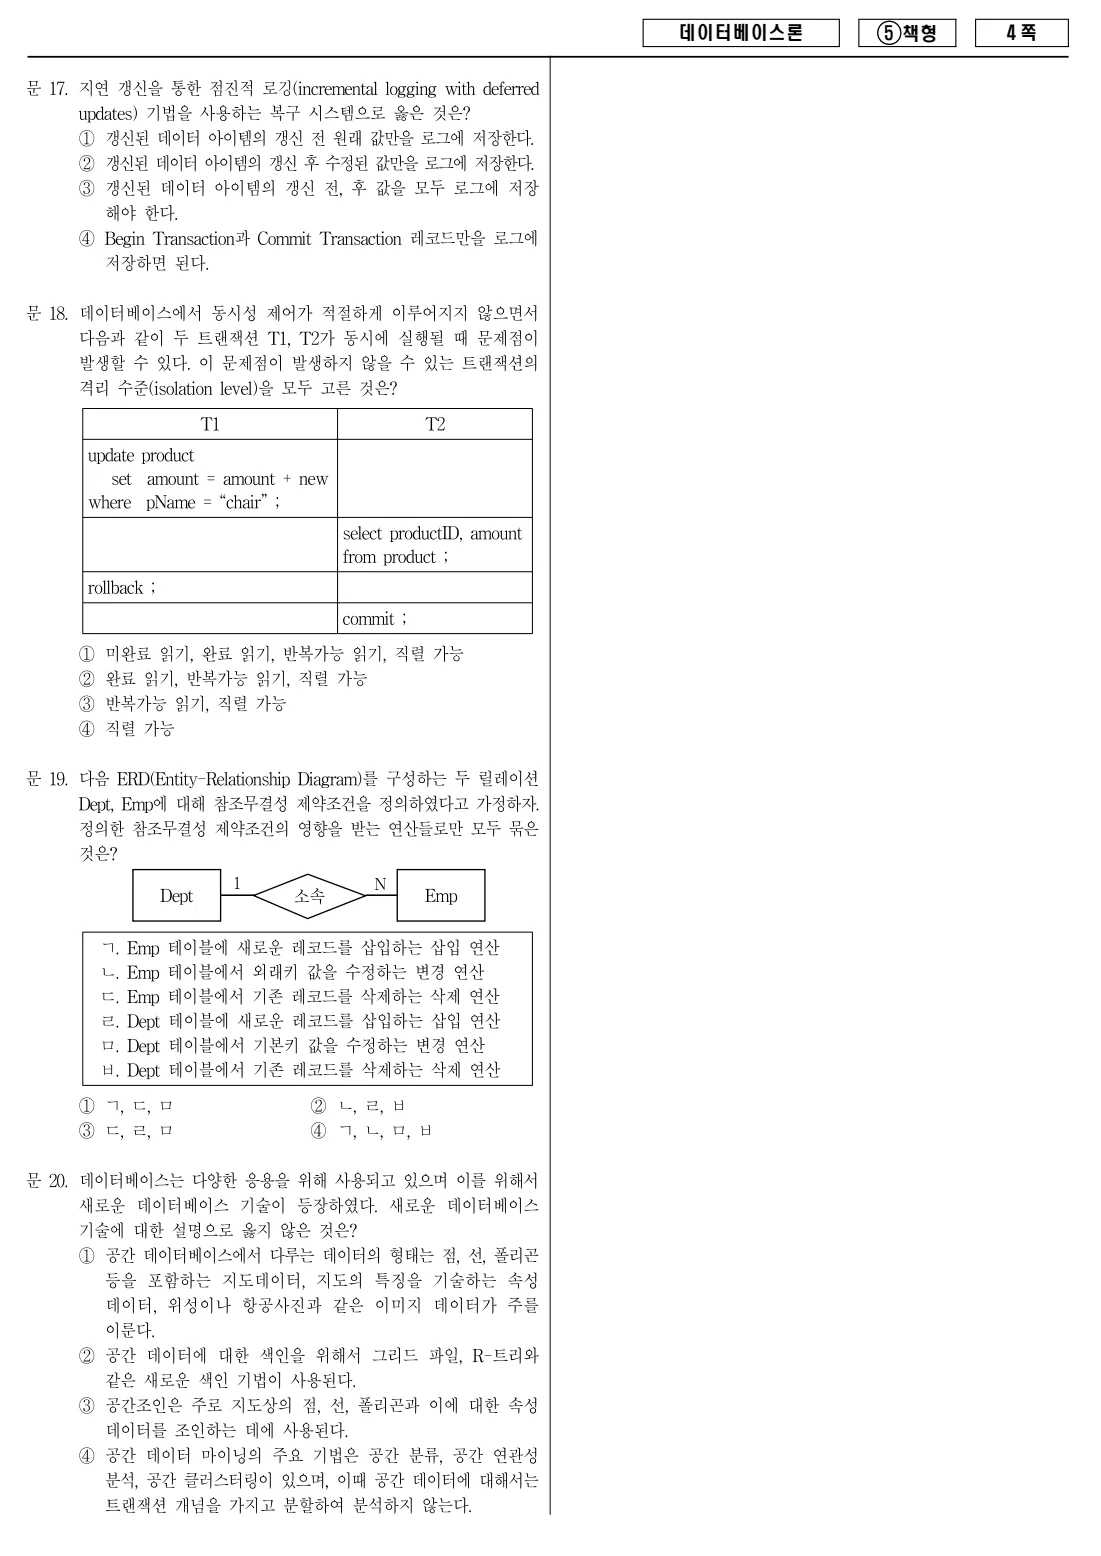 데이터베이스론 ⑤책형 4쪽
문 17. 지연 갱신을 통한 점진적 로깅(incremental logging with deferred
updates) 기법을 사용하는 복구 시스템으로 옳은 것은?
① 갱신된 데이터 아이템의 갱신 전 원래 값만을 로그에 저장한다.
② 갱신된 데이터 아이템의 갱신 후 수정된 값만을 로그에 저장한다.
③ 갱신된 데이터 아이템의 갱신 전, 후 값을 모두 로그에 저장
해야 한다.
④ Begin Transaction과 Commit Transaction 레코드만을 로그에
저장하면 된다.
문 18. 데이터베이스에서 동시성 제어가 적절하게 이루어지지 않으면서
다음과 같이 두 트랜잭션 T1, T2가 동시에 실행될 때 문제점이
발생할 수 있다. 이 문제점이 발생하지 않을 수 있는 트랜잭션의
격리 수준(isolation level)을 모두 고른 것은?
T1 T2
update product
set amount = amount + new
where pName = “chair” ;
select productID, amount
from product ;
rollback ;
commit ;
① 미완료 읽기, 완료 읽기, 반복가능 읽기, 직렬 가능
② 완료 읽기, 반복가능 읽기, 직렬 가능
③ 반복가능 읽기, 직렬 가능
④ 직렬 가능
문 19. 다음 ERD(Entity-Relationship Diagram)를 구성하는 두 릴레이션
Dept, Emp에 대해 참조무결성 제약조건을 정의하였다고 가정하자.
정의한 참조무결성 제약조건의 영향을 받는 연산들로만 모두 묶은
것은?
Dept 1 소속 N Emp
ㄱ. Emp 테이블에 새로운 레코드를 삽입하는 삽입 연산
ㄴ. Emp 테이블에서 외래키 값을 수정하는 변경 연산
ㄷ. Emp 테이블에서 기존 레코드를 삭제하는 삭제 연산
ㄹ. Dept 테이블에 새로운 레코드를 삽입하는 삽입 연산
ㅁ. Dept 테이블에서 기본키 값을 수정하는 변경 연산
ㅂ. Dept 테이블에서 기존 레코드를 삭제하는 삭제 연산
① ㄱ, ㄷ, ㅁ ② ㄴ, ㄹ, ㅂ
③ ㄷ, ㄹ, ㅁ ④ ㄱ, ㄴ, ㅁ, ㅂ
문 20. 데이터베이스는 다양한 응용을 위해 사용되고 있으며 이를 위해서
새로운 데이터베이스 기술이 등장하였다. 새로운 데이터베이스
기술에 대한 설명으로 옳지 않은 것은?
① 공간 데이터베이스에서 다루는 데이터의 형태는 점, 선, 폴리곤
등을 포함하는 지도데이터, 지도의 특징을 기술하는 속성
데이터, 위성이나 항공사진과 같은 이미지 데이터가 주를
이룬다.
② 공간 데이터에 대한 색인을 위해서 그리드 파일, R-트리와
같은 새로운 색인 기법이 사용된다.
③ 공간조인은 주로 지도상의 점, 선, 폴리곤과 이에 대한 속성
데이터를 조인하는 데에 사용된다.
④ 공간 데이터 마이닝의 주요 기법은 공간 분류, 공간 연관성
분석, 공간 클러스터링이 있으며, 이때 공간 데이터에 대해서는
트랜잭션 개념을 가지고 분할하여 분석하지 않는다.